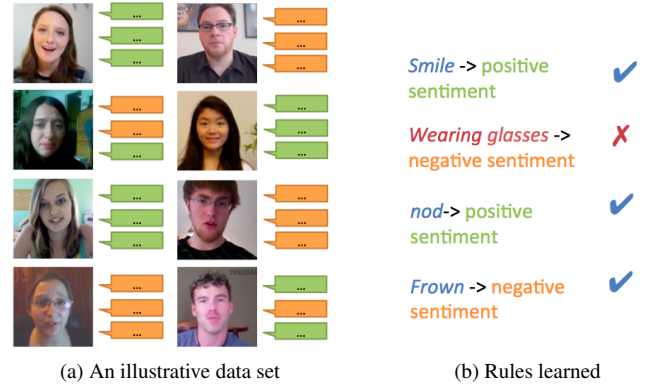 ... ...
... ...
... ...
... ...
... ...
... ...
... ...
... ...
... ...
... ...
... ...
... ...
(a) An illustrative data set
Smile -> positive
sentiment
Wearing glasses ->
negative sentiment
nod-> positive
sentiment
Frown -> negative
sentiment
(b) Rules learned